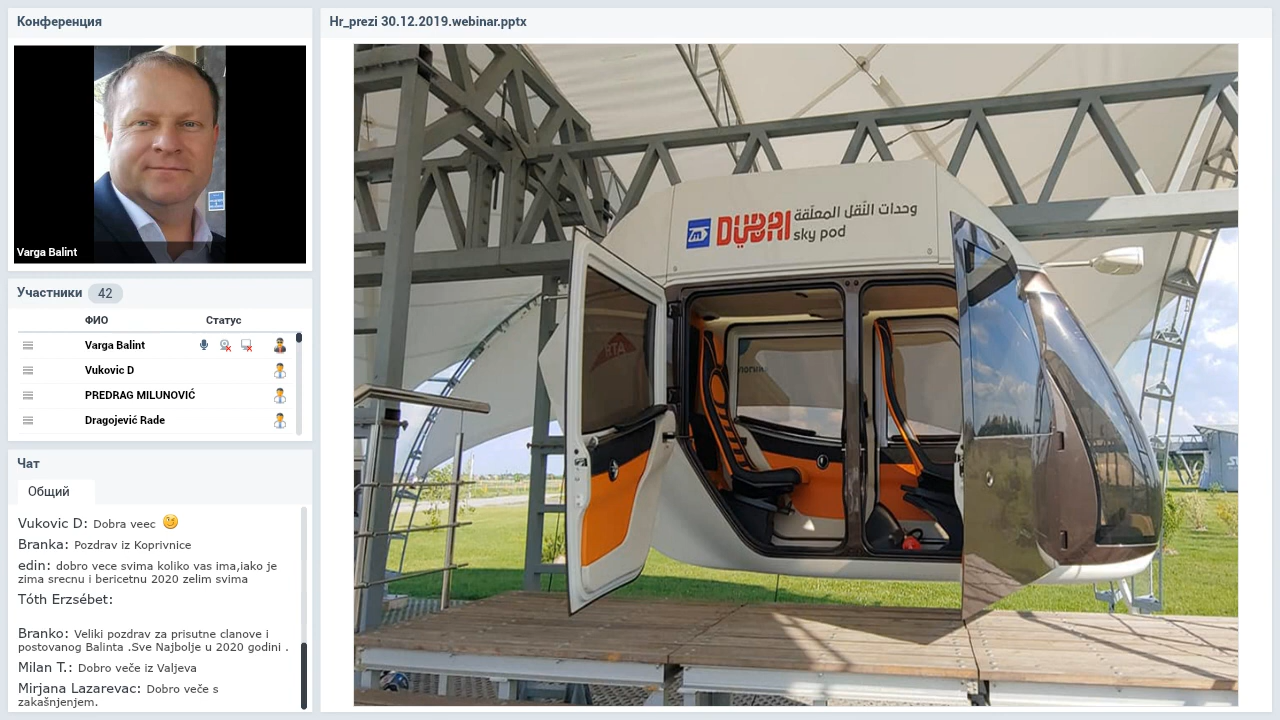 Конференция
Varga Balint
Участники 42
ФИО Статус
Varga Balint
Vukovic D
PREDRAG MILUNOVIĆ
Dragojević Rade
Чат
Общий
Vukovic D: Dobra veec
Branka: Pozdrav iz Koprivnice
edin: dobro vece svima koliko vas ima,iako je
zima srecnu i bericetnu 2020 zelim svima
Tóth Erzsébet:
Branko: Veliki pozdrav za prisutne clanove i
postovanog Balinta .Sve Najbolje u 2020 godini .
Milan T.: Dobro veče iz Valjeva
Mirjana Lazarevac: Dobro veče s
zakašnjenjem.
Hr_prezi 30.12.2019.webinar.pptx
DUBAI وحدات النقل المعلّقة
sky pod